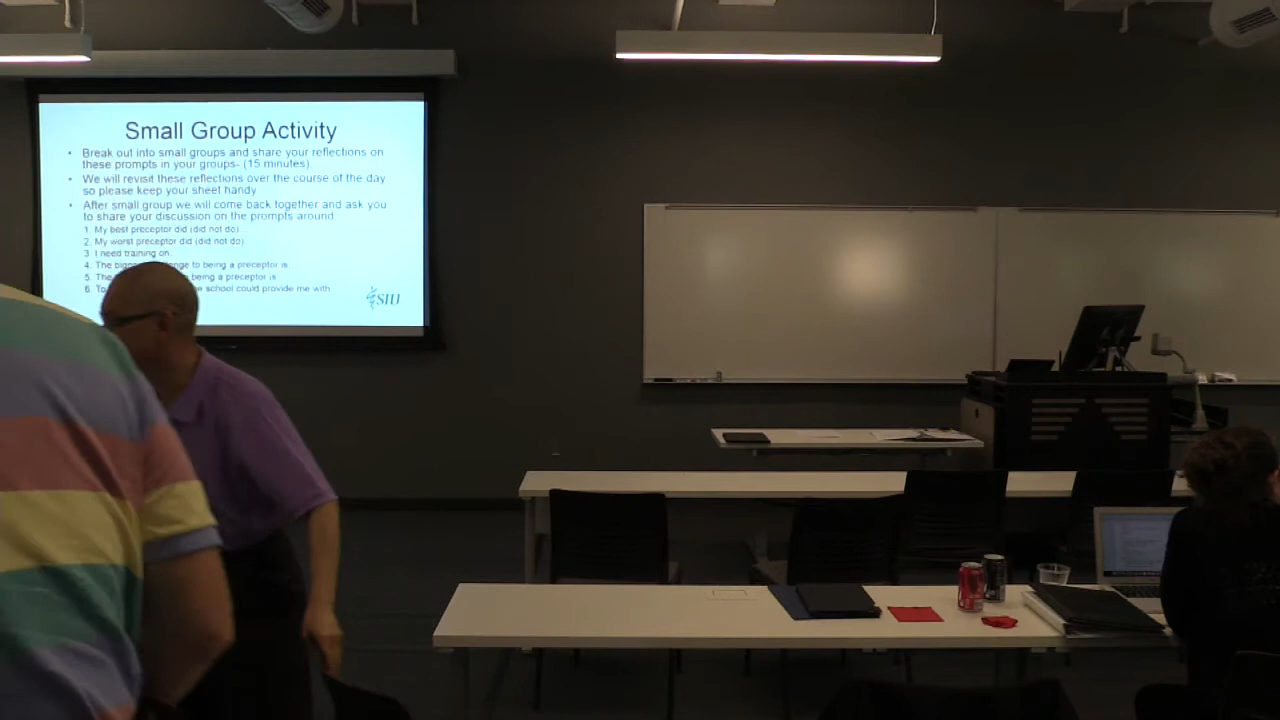 Small Group Activity
• Break out into small groups and share your reflections on
these prompts in your groups- (15 minutes)
• We will revisit these reflections over the course of the day
so please keep your sheet handy
• After small group we will come back together and ask you
to share your discussion on the prompts around
1. My best preceptor did (did not do)
2. My worst preceptor did (did not do)
3. I need training on.
4. The nge to being a preceptor is
5. The being a preceptor is
6. To school could provide me with
SIU